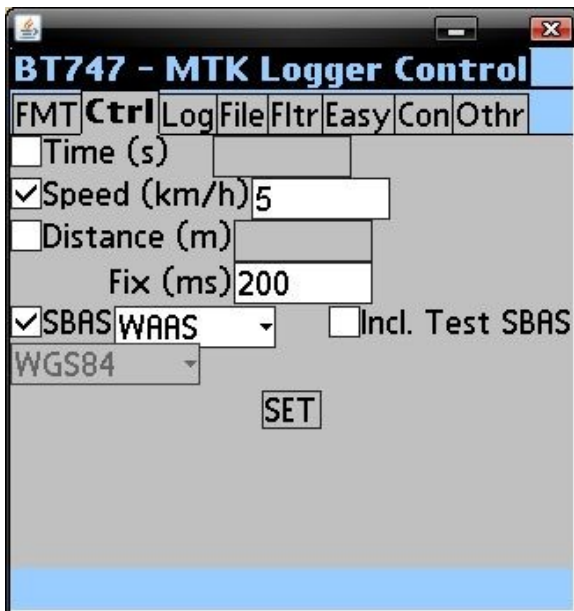 BT747 - MTK Logger Control
FMT Ctrl Log File Fltr Easy Con Othr
Time (s)
Speed (km/h) 5
Distance (m)
Fix (ms) 200
SBAS WAAS Incl. Test SBAS
WGS84
SET